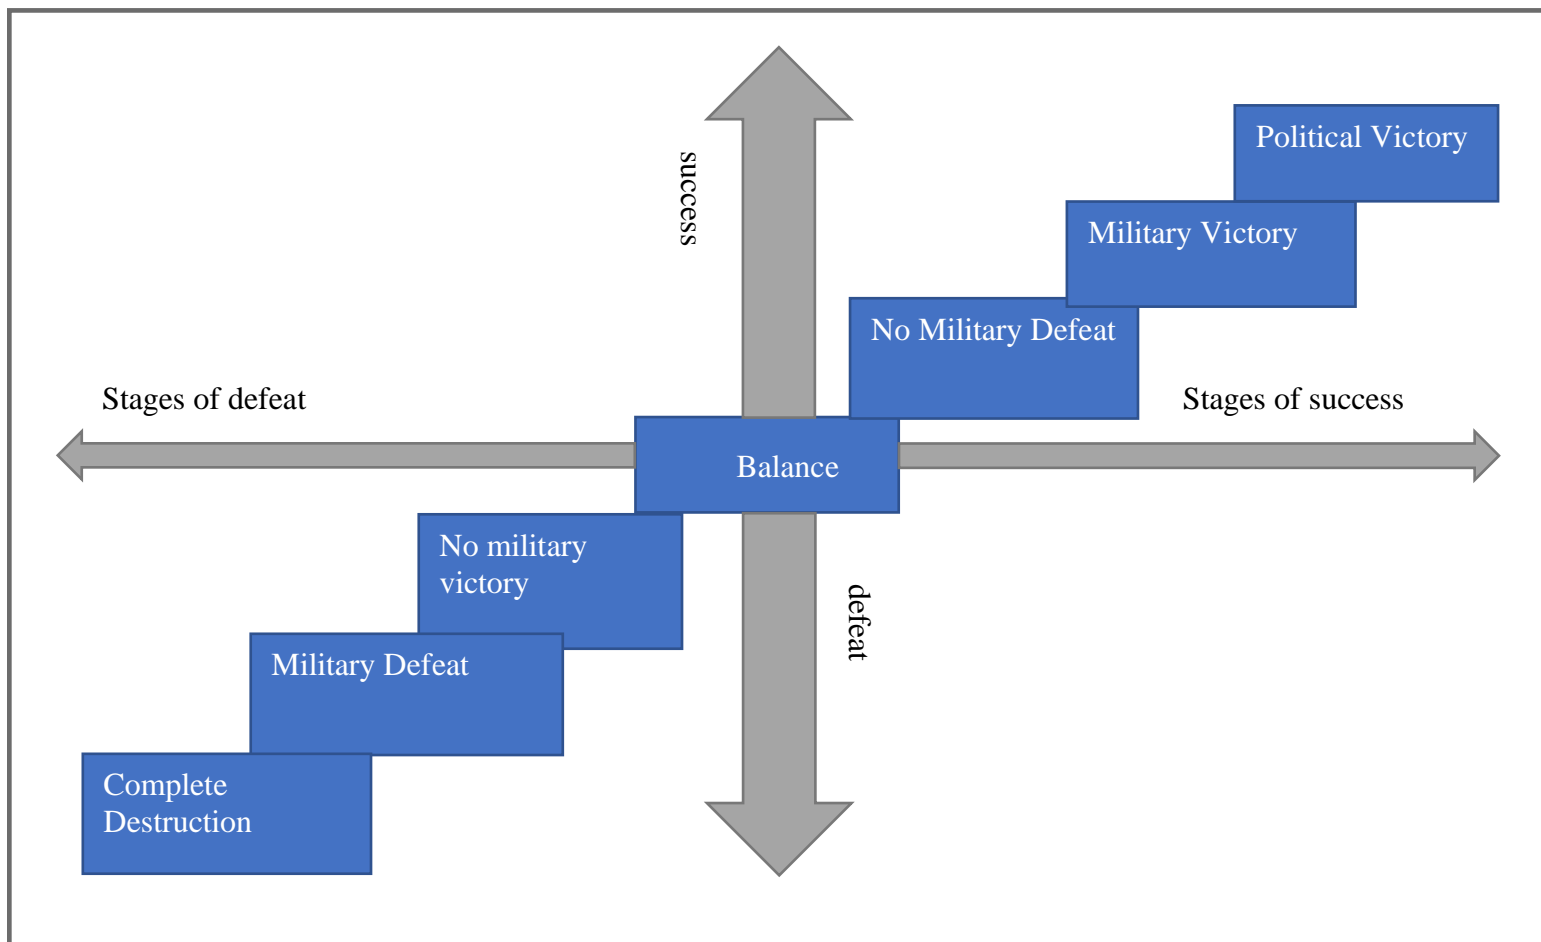 Political Victory
success
Military Victory
No Military Defeat
Stages of defeat
Stages of success
Balance
No military
victory
defeat
Military Defeat
Complete
Destruction